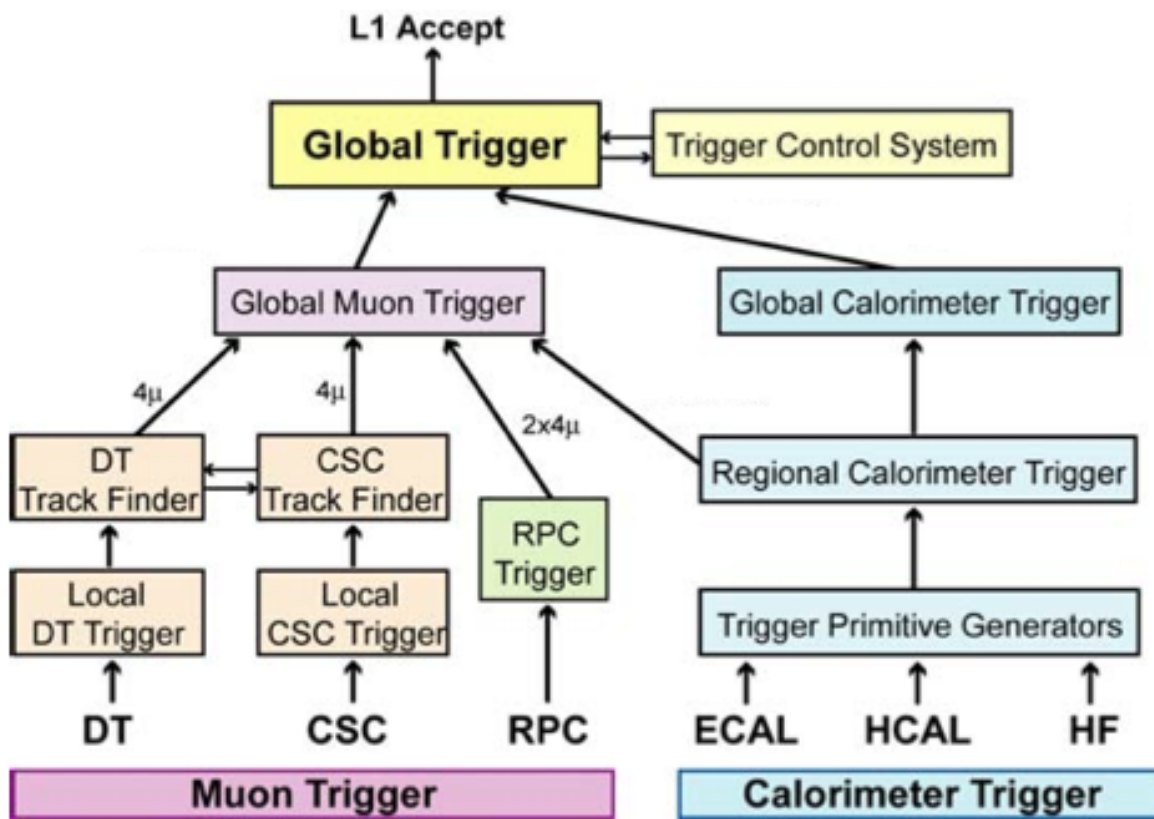 L1 Accept
Global Trigger
Trigger Control System
Global Muon Trigger
Global Calorimeter Trigger
4μ
4μ
2x4μ
DT
Track Finder
CSC
Track Finder
Regional Calorimeter Trigger
RPC
Trigger
Local
DT Trigger
Local
CSC Trigger
Trigger Primitive Generators
DT
CSC
RPC
ECAL
HCAL
HF
Muon Trigger
Calorimeter Trigger